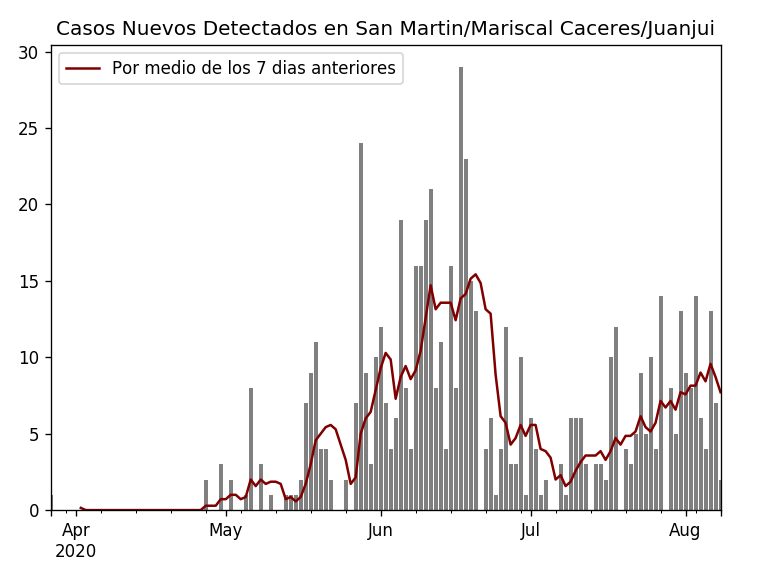 Casos Nuevos Detectados en San Martin/Mariscal Caceres/Juanjui
Por medio de los 7 dias anteriores
30
25
20
15
10
5
0
Apr May Jun Jul Aug
2020